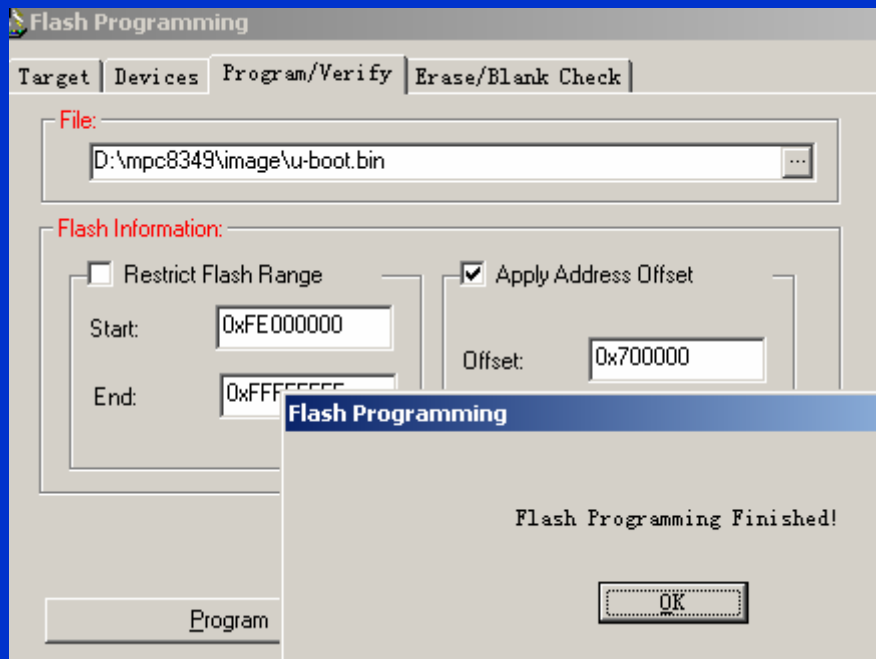 Flash Programming
Target Devices Program/Verify Erase/Blank Check
File:
D:\mpc8349\image\u-boot.bin ...
Flash Information:
Restrict Flash Range Apply Address Offset
Start: 0xFE000000
Offset: 0x700000
End:
Flash Programming
Flash Programming Finished!
OK
Program